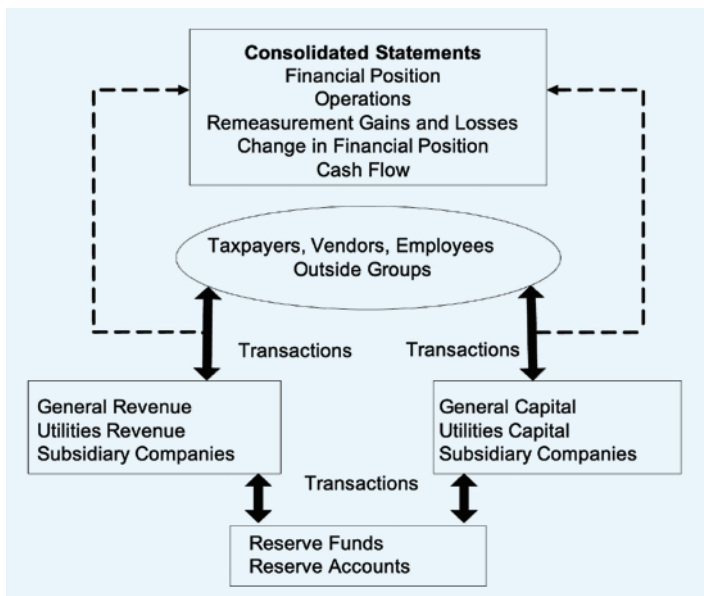 Consolidated Statements
Financial Position
Operations
Remeasurement Gains and Losses
Change in Financial Position
Cash Flow
Taxpayers, Vendors, Employees
Outside Groups
Transactions
Transactions
General Revenue
Utilities Revenue
Subsidiary Companies
General Capital
Utilities Capital
Subsidiary Companies
Transactions
Reserve Funds
Reserve Accounts